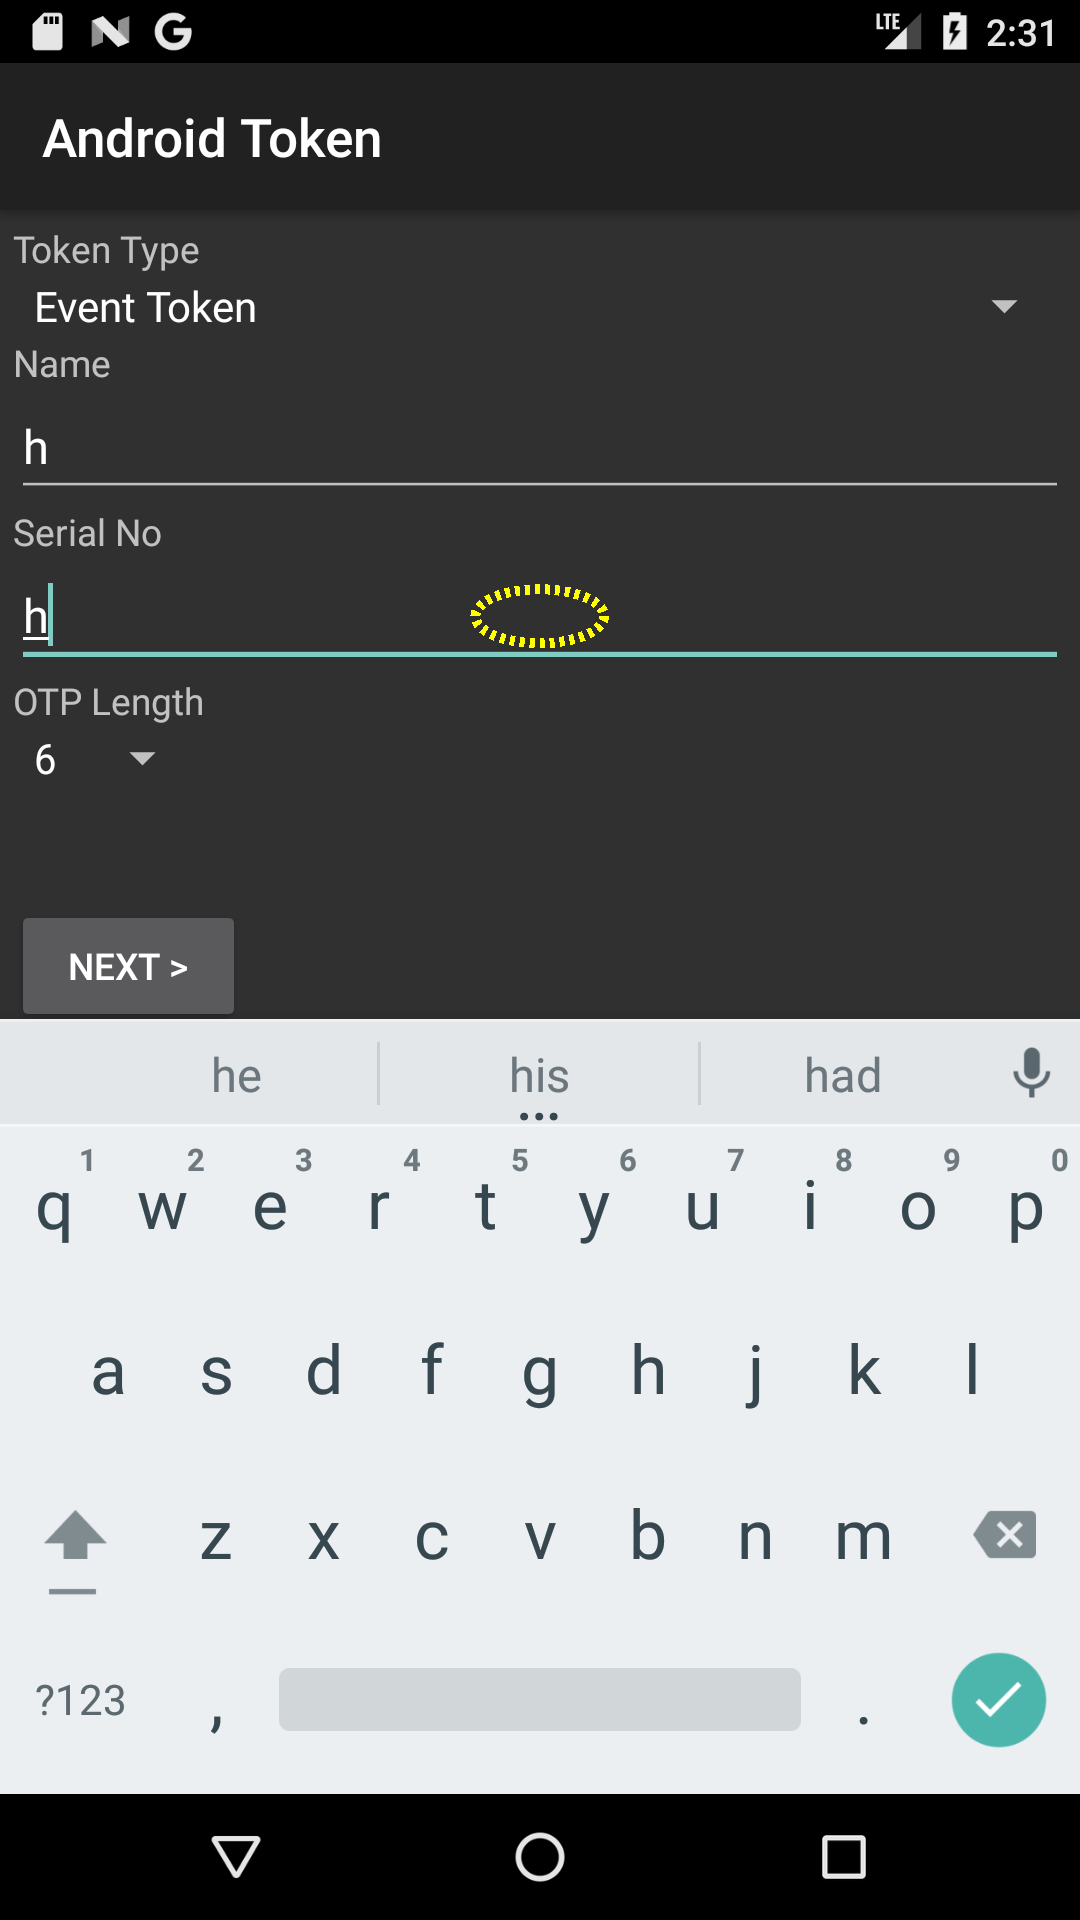 LTE 2:31
Android Token
Token Type
Event Token
Name
h
Serial No
h
OTP Length
6
NEXT >
he his had
1 2 3 4 5 6 7 8 9 0
q w e r t y u i o p
a s d f g h j k l
z x c v b n m
?123 , .